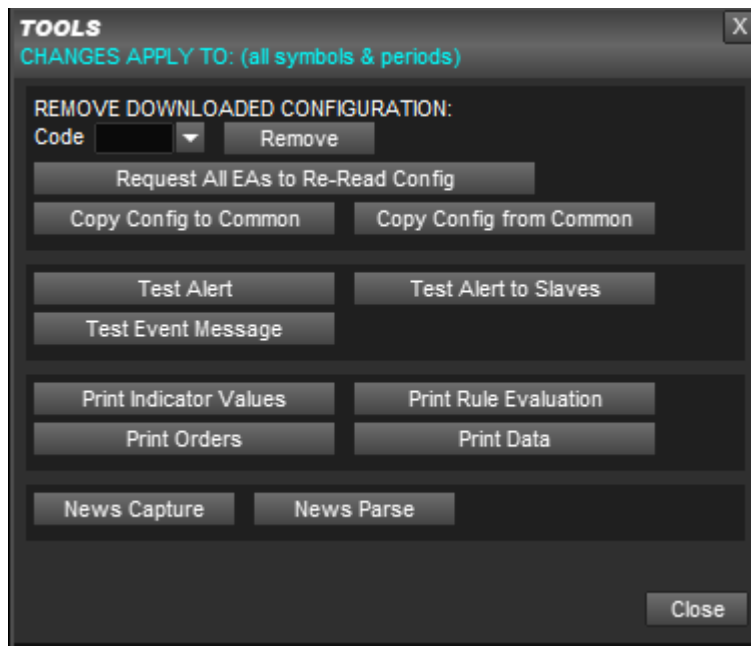 TOOLS
X
CHANGES APPLY TO: (all symbols & periods)
REMOVE DOWNLOADED CONFIGURATION:
Code Remove
Request All EAs to Re-Read Config
Copy Config to Common Copy Config from Common
Test Alert Test Alert to Slaves
Test Event Message
Print Indicator Values Print Rule Evaluation
Print Orders Print Data
News Capture News Parse
Close